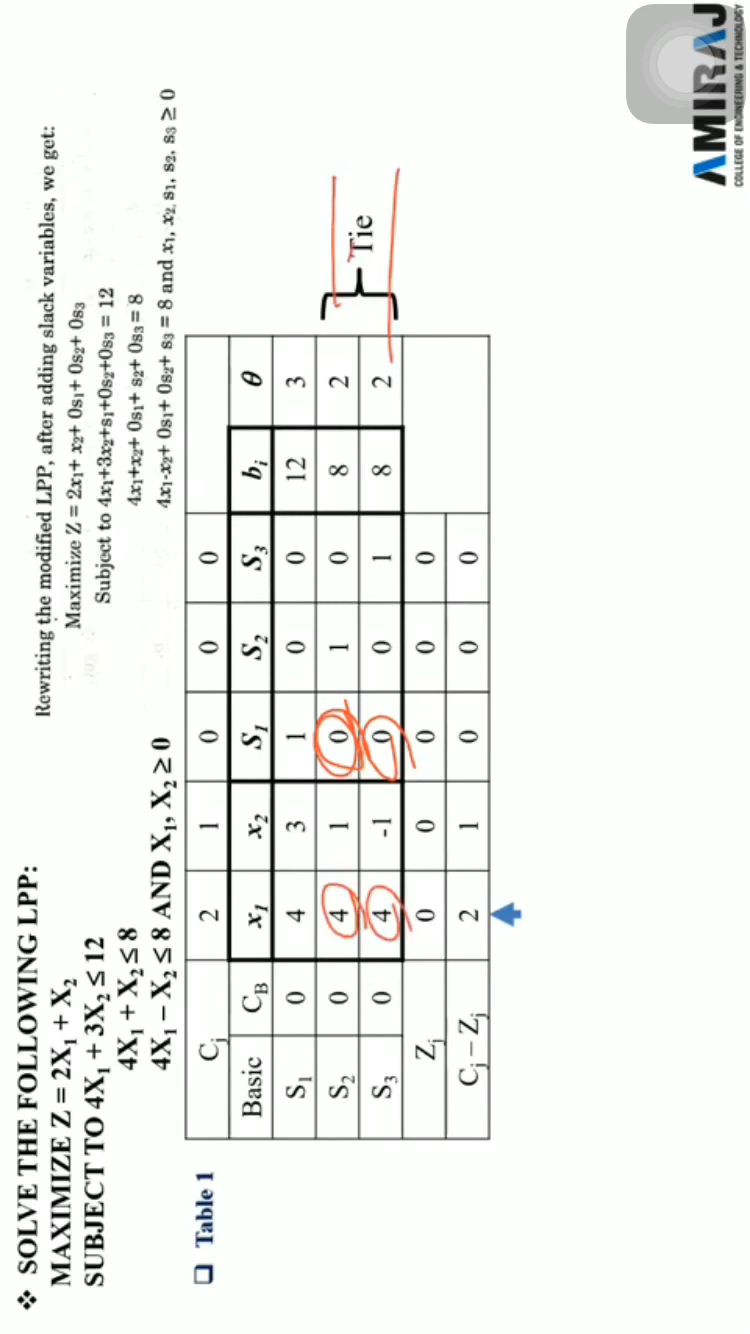 ❖ SOLVE THE FOLLOWING LPP:
MAXIMIZE Z = 2X₁ + X₂
SUBJECT TO 4X₁ + 3X₂ ≤ 12
4X₁ + X₂ ≤ 8
4X₁ – X₂ ≤ 8 AND X₁, X₂ ≥ 0
Rewriting the modified LPP, after adding slack variables, we get:
Maximize Z = 2x₁+ x₂+ 0s₁+ 0s₂+ 0s₃
Subject to 4x₁+3x₂+s₁+0s₂+0s₃ = 12
4x₁+x₂+ 0s₁+ s₂+ 0s₃ = 8
4x₁-x₂+ 0s₁+ 0s₂+ s₃ = 8 and x₁, x₂, s₁, s₂, s₃ ≥ 0
❑ Table 1
Cⱼ 2 1 0 0 0
Basic C_B x₁ x₂ S₁ S₂ S₃ bᵢ θ
S₁ 0 4 3 1 0 0 12 3
S₂ 0 4 1 0 1 0 8 2
S₃ 0 4 -1 0 0 1 8 2
Tie
Zⱼ 0 0 0 0 0
Cⱼ – Zⱼ 2 1 0 0 0
AMIRAJ
COLLEGE OF ENGINEERING & TECHNOLOGY